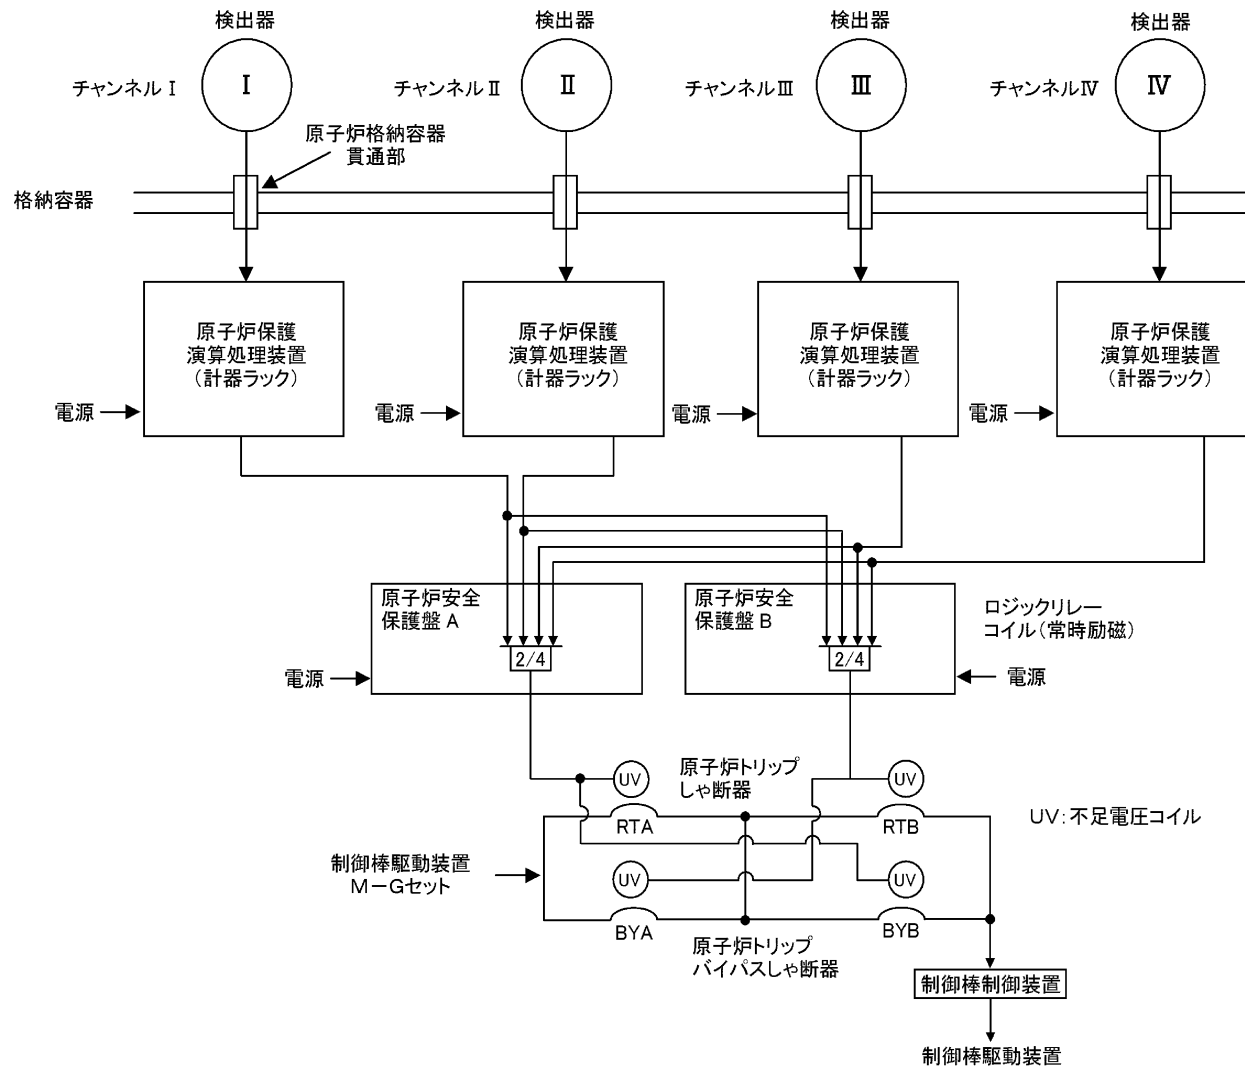 検出器
検出器
検出器
検出器
チャンネルⅠ
Ⅰ
チャンネルⅡ
Ⅱ
チャンネルⅢ
Ⅲ
チャンネルⅣ
Ⅳ
原子炉格納容器
貫通部
格納容器
原子炉保護
演算処理装置
(計器ラック)
原子炉保護
演算処理装置
(計器ラック)
原子炉保護
演算処理装置
(計器ラック)
原子炉保護
演算処理装置
(計器ラック)
電源
電源
電源
電源
原子炉安全
保護盤 A
2/4
原子炉安全
保護盤 B
2/4
ロジックリレー
コイル(常時励磁)
電源
電源
UV
原子炉トリップ
しゃ断器
UV
RTA
RTB
UV:不足電圧コイル
制御棒駆動装置
M-Gセット
UV
UV
BYA
BYB
原子炉トリップ
バイパスしゃ断器
制御棒制御装置
制御棒駆動装置